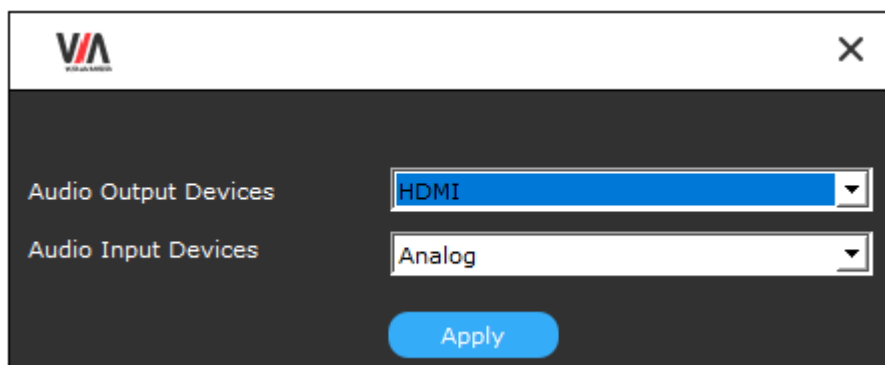 VIA
Audio Output Devices
HDMI
Audio Input Devices
Analog
Apply